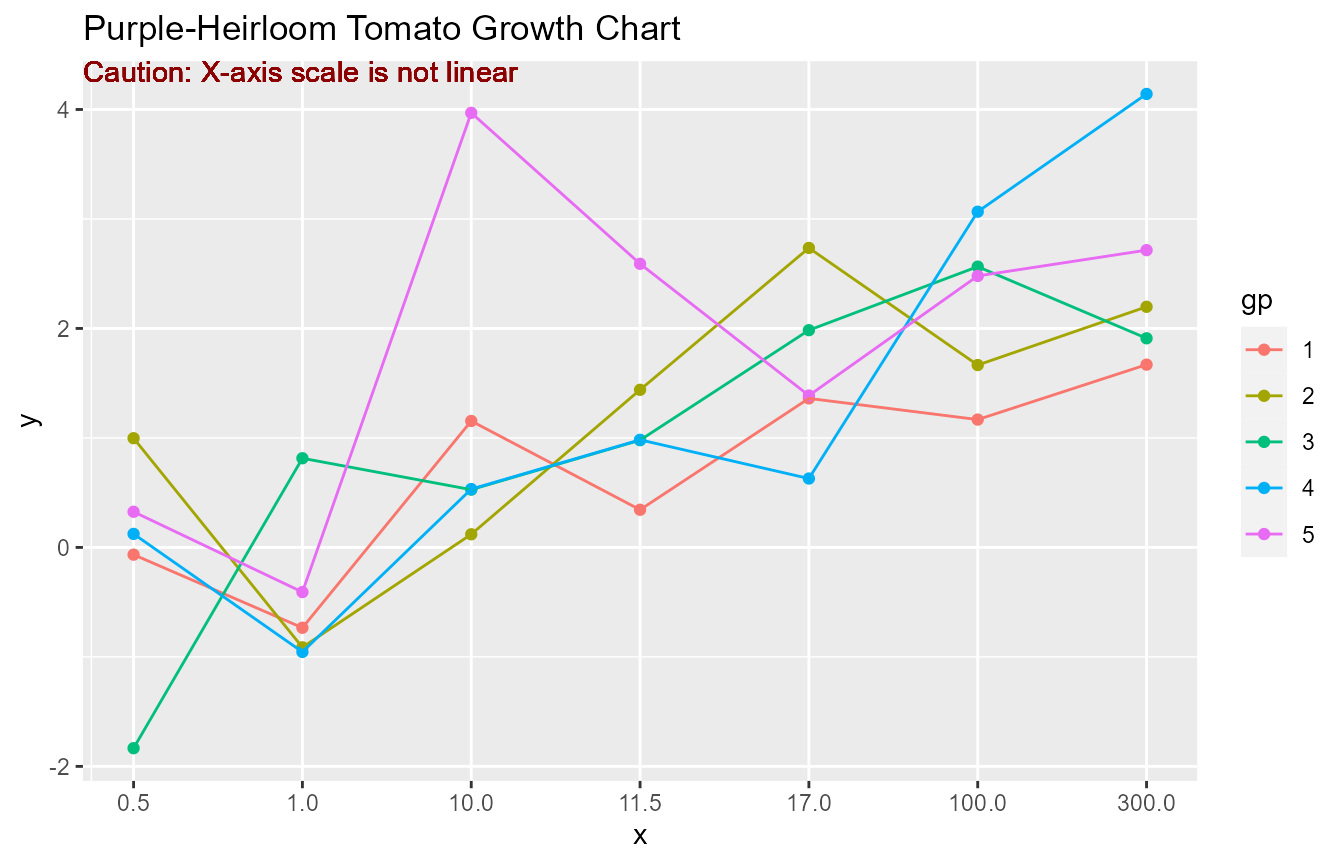 Purple-Heirloom Tomato Growth Chart
Caution: X-axis scale is not linear
4
2
0
-2
y
0.5 1.0 10.0 11.5 17.0 100.0 300.0
x
gp
1
2
3
4
5